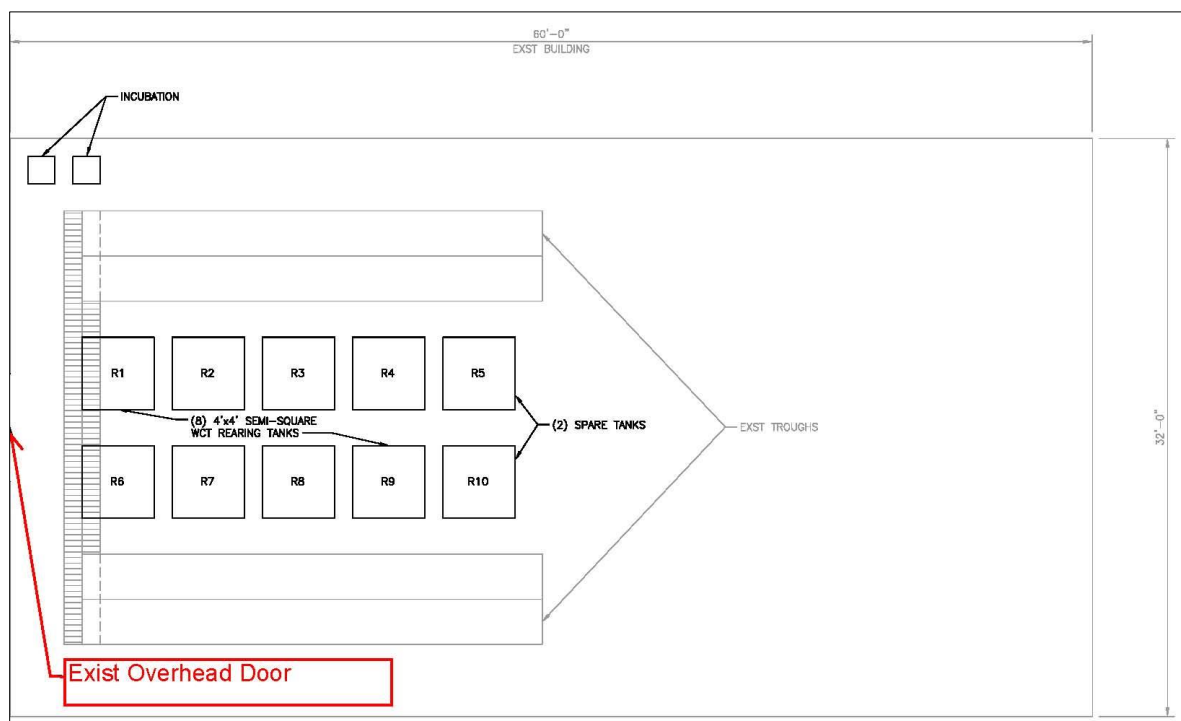 60'-0"
EXST BUILDING
INCUBATION
R1
R2
R3
R4
R5
(8) 4'x4' SEMI-SQUARE
WCT REARING TANKS
(2) SPARE TANKS
EXST TROUGHS
32'-0"
R6
R7
R8
R9
R10
Exist Overhead Door